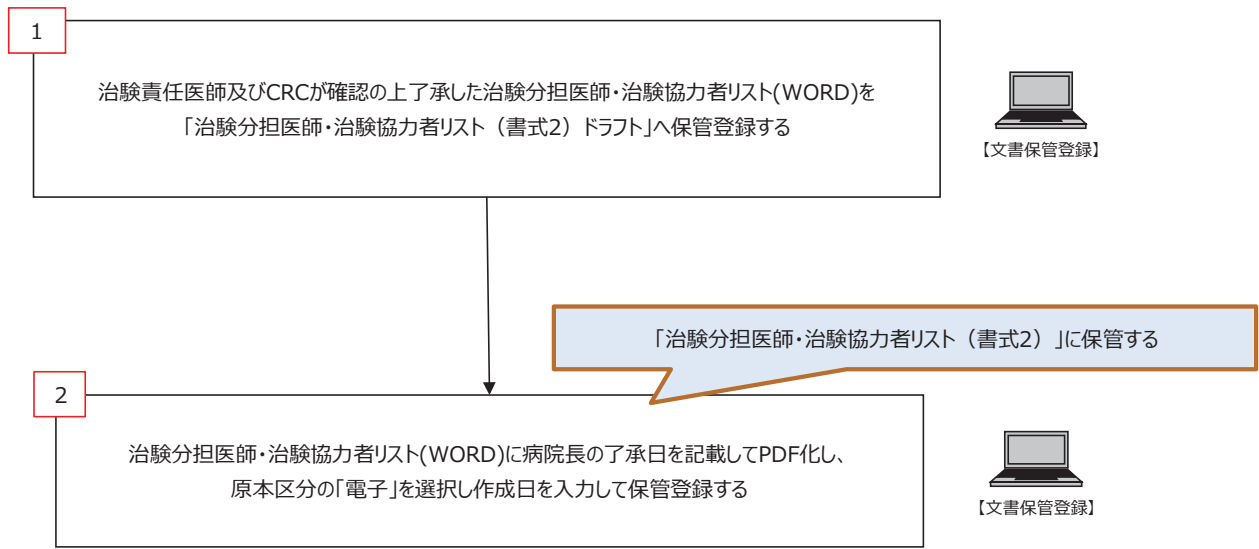 1
治験責任医師及びCRCが確認の上了承した治験分担医師・治験協力者リスト(WORD)を
「治験分担医師・治験協力者リスト（書式2）ドラフト」へ保管登録する
【文書保管登録】
「治験分担医師・治験協力者リスト（書式2）」に保管する
2
治験分担医師・治験協力者リスト(WORD)に病院長の了承日を記載してPDF化し、
原本区分の「電子」を選択し作成日を入力して保管登録する
【文書保管登録】